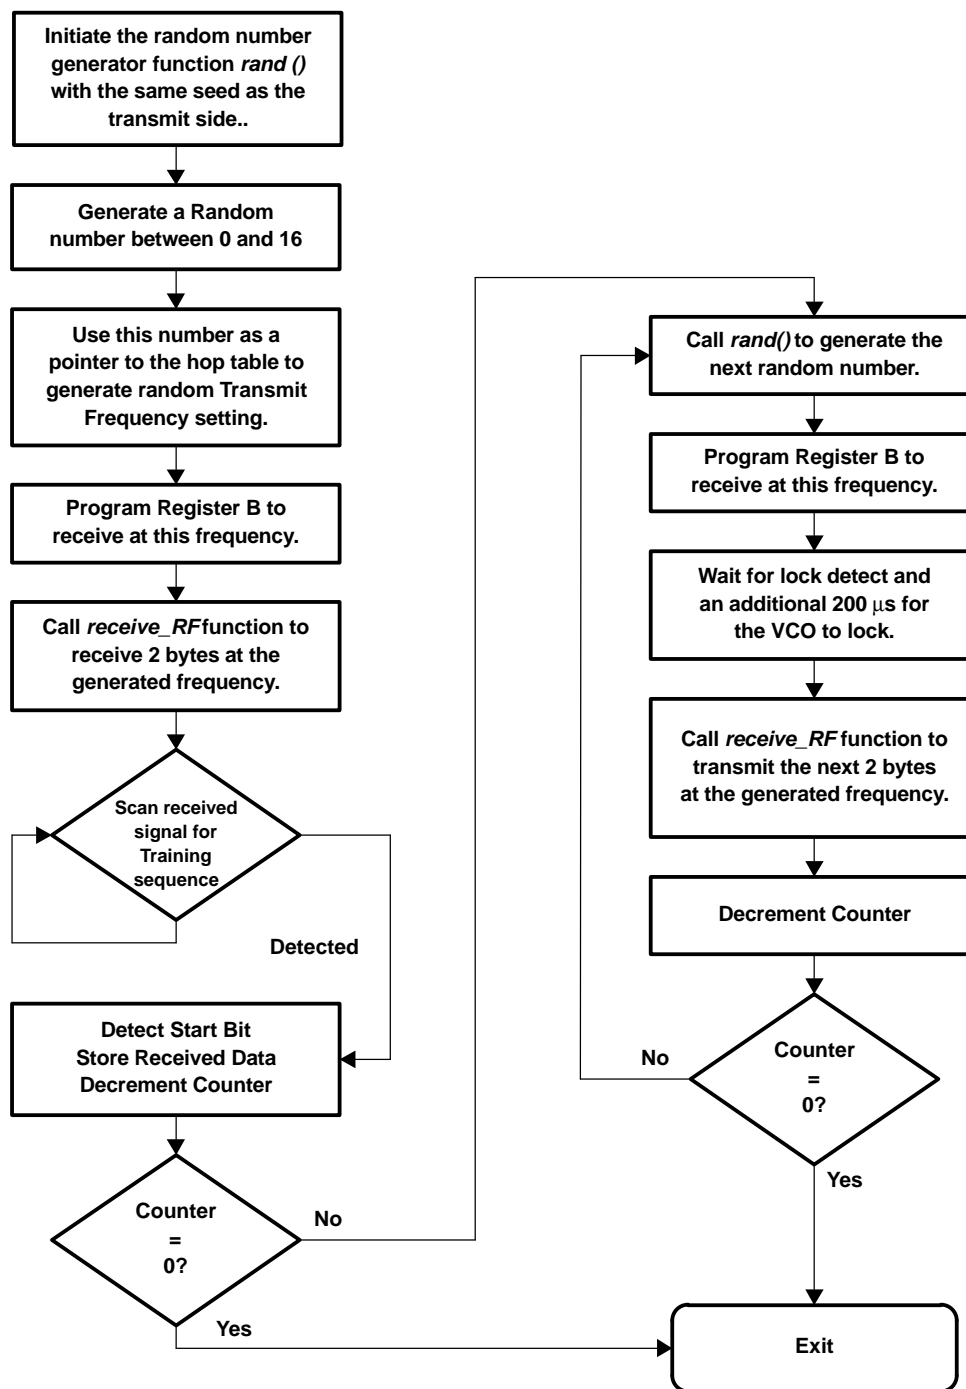 Initiate the random number
generator function rand ()
with the same seed as the
transmit side..
Generate a Random
number between 0 and 16
Use this number as a
pointer to the hop table to
generate random Transmit
Frequency setting.
Program Register B to
receive at this frequency.
Call receive_RF function to
receive 2 bytes at the
generated frequency.
Scan received
signal for
Training
sequence
Detected
Detect Start Bit
Store Received Data
Decrement Counter
Counter
=
0?
No
Yes
Call rand() to generate the
next random number.
Program Register B to
receive at this frequency.
Wait for lock detect and
an additional 200 μs for
the VCO to lock.
Call receive_RF function to
transmit the next 2 bytes
at the generated frequency.
Decrement Counter
Counter
=
0?
No
Yes
Exit